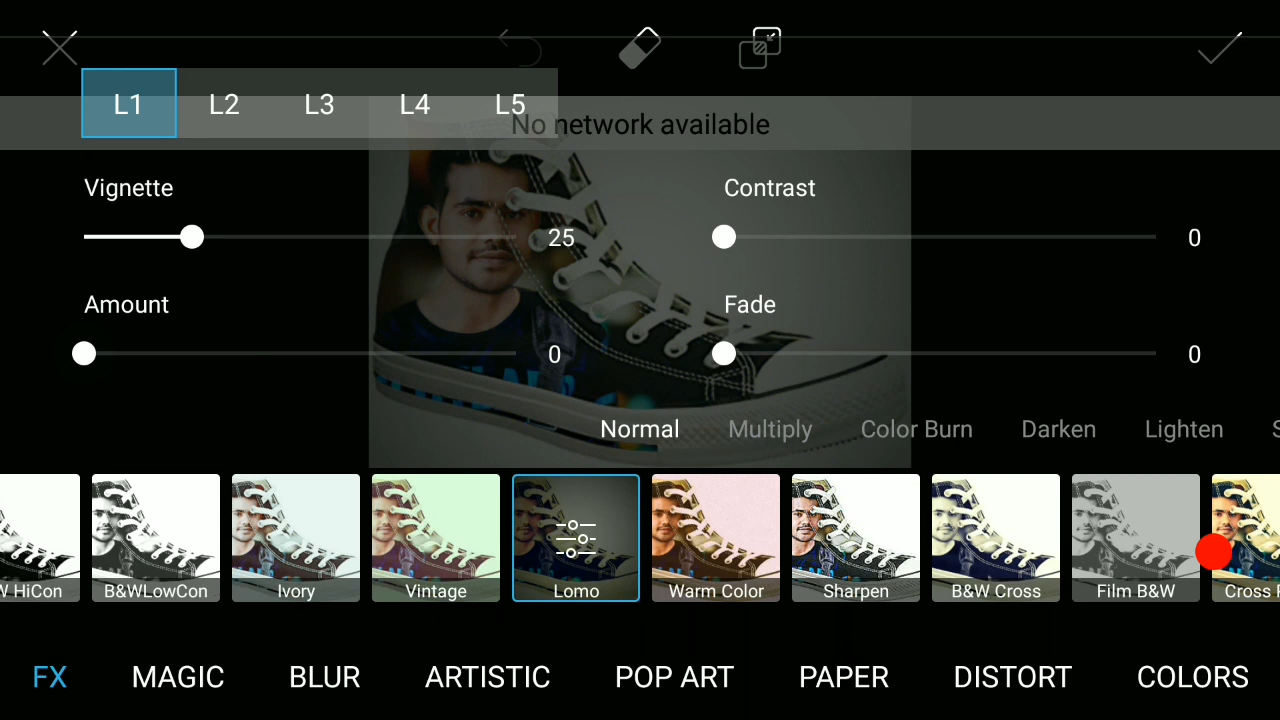 L1 L2 L3 L4 L5
No network available
Vignette
25
Contrast
0
Amount
0
Fade
0
Normal Multiply Color Burn Darken Lighten S
W HiCon B&WLowCon Ivory Vintage Lomo Warm Color Sharpen B&W Cross Film B&W Cross
FX MAGIC BLUR ARTISTIC POP ART PAPER DISTORT COLORS